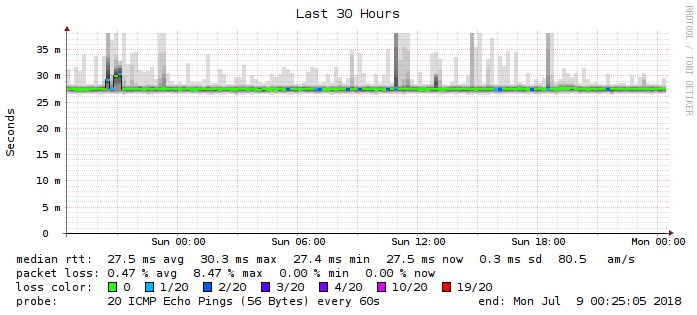 Last 30 Hours
RRDTOOL / TOBI OETIKER
Seconds
35 m
30 m
25 m
20 m
15 m
10 m
5 m
0
Sun 00:00 Sun 06:00 Sun 12:00 Sun 18:00 Mon 00:00
median rtt: 27.5 ms avg 30.3 ms max 27.4 ms min 27.5 ms now 0.3 ms sd 80.5 am/s
packet loss: 0.47 % avg 8.47 % max 0.00 % min 0.00 % now
loss color: 0 1/20 2/20 3/20 4/20 10/20 19/20
probe: 20 ICMP Echo Pings (56 Bytes) every 60s end: Mon Jul 9 00:25:05 2018